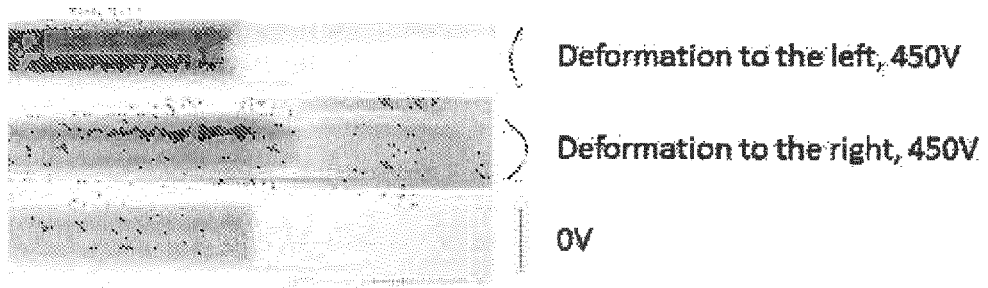 Deformation to the left, 450V
Deformation to the right, 450V
0V